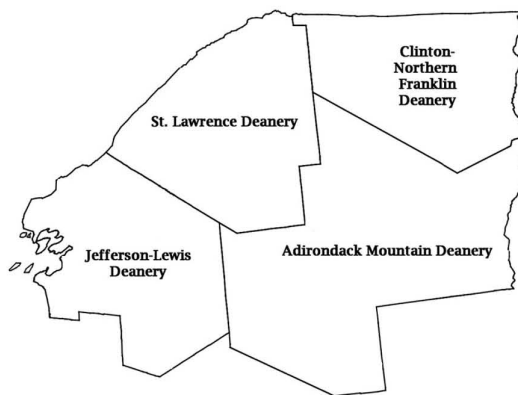 Clinton-
Northern
Franklin
Deanery
St. Lawrence Deanery
Jefferson-Lewis
Deanery
Adirondack Mountain Deanery